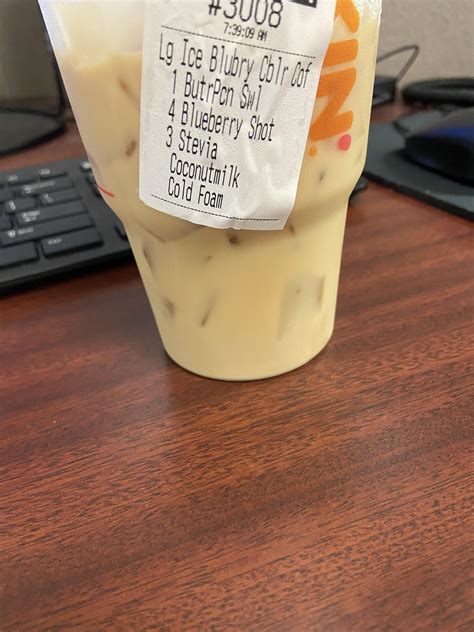 #3008
7:39:09 AM
Lg Ice Blubry Cblr Cof
1 ButrPcn Swl
4 Blueberry Shot
3 Stevia
Coconutmilk
Cold Foam
KIN